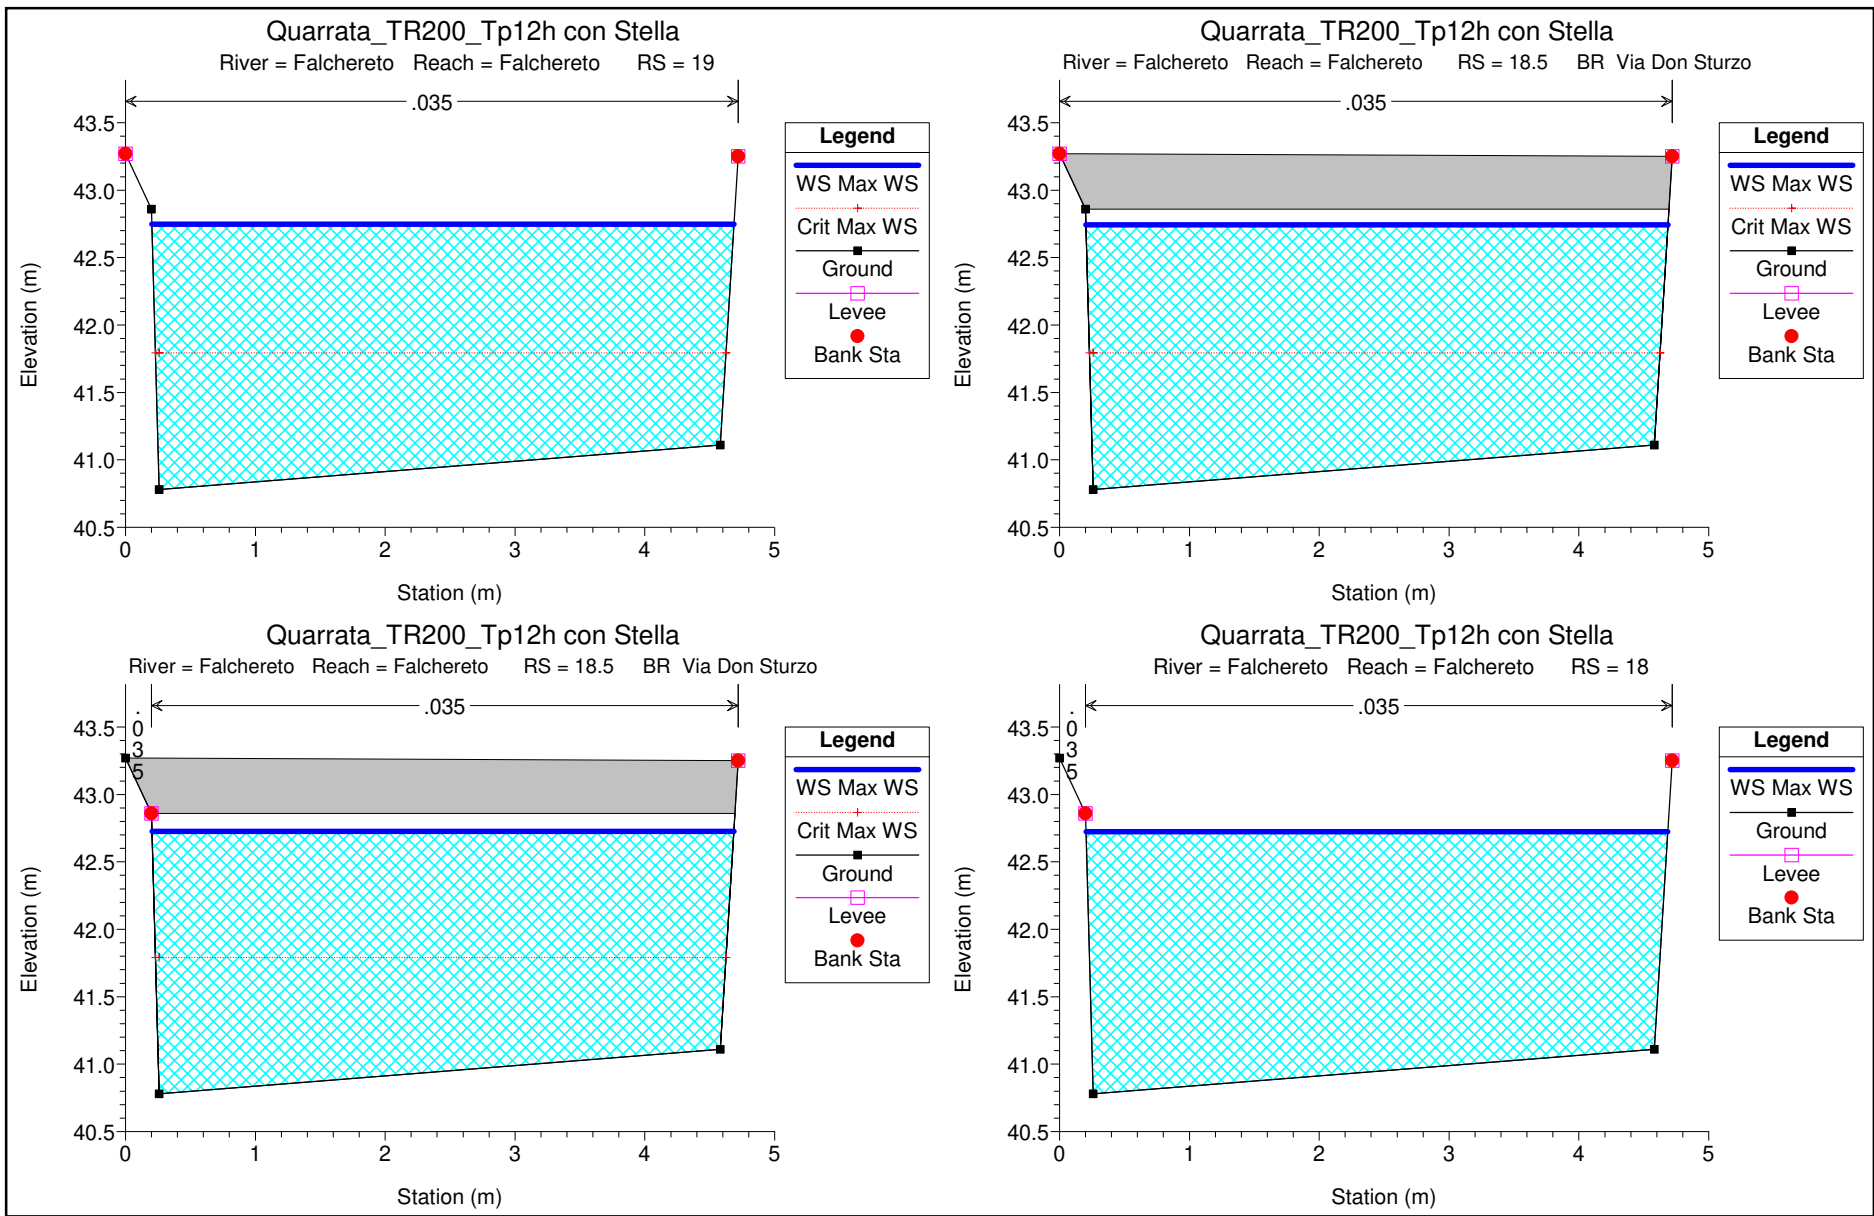 Quarrata_TR200_Tp12h con Stella
River = Falchereto Reach = Falchereto RS = 19
.035
43.5
43.0
42.5
42.0
41.5
41.0
40.5
0 1 2 3 4 5
Elevation (m)
Station (m)
Legend
WS Max WS
Crit Max WS
Ground
Levee
Bank Sta
Quarrata_TR200_Tp12h con Stella
River = Falchereto Reach = Falchereto RS = 18.5 BR Via Don Sturzo
.035
43.5
43.0
42.5
42.0
41.5
41.0
40.5
0 1 2 3 4 5
Elevation (m)
Station (m)
Legend
WS Max WS
Crit Max WS
Ground
Levee
Bank Sta
Quarrata_TR200_Tp12h con Stella
River = Falchereto Reach = Falchereto RS = 18.5 BR Via Don Sturzo
.035
.035
43.5
43.0
42.5
42.0
41.5
41.0
40.5
0 1 2 3 4 5
Elevation (m)
Station (m)
Legend
WS Max WS
Crit Max WS
Ground
Levee
Bank Sta
Quarrata_TR200_Tp12h con Stella
River = Falchereto Reach = Falchereto RS = 18
.035
.035
43.5
43.0
42.5
42.0
41.5
41.0
40.5
0 1 2 3 4 5
Elevation (m)
Station (m)
Legend
WS Max WS
Ground
Levee
Bank Sta